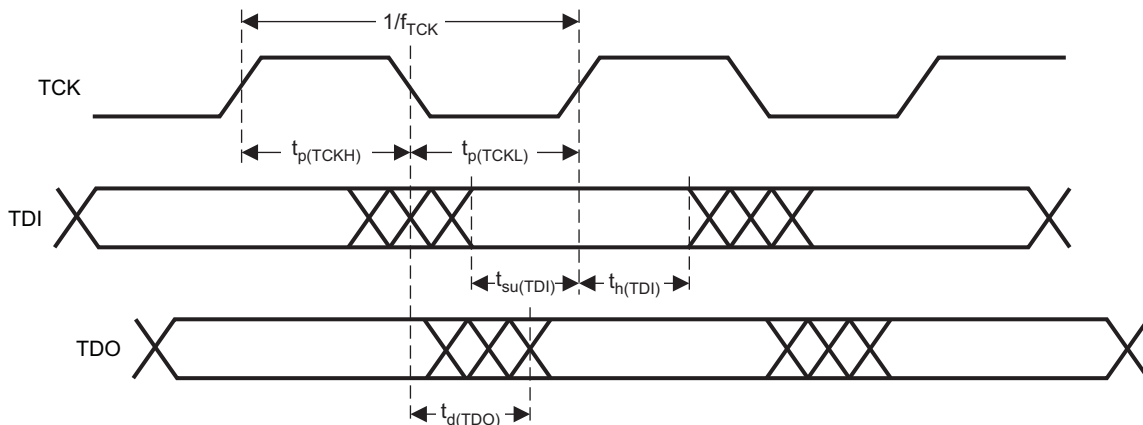 1/fTCK
TCK
tp(TCKH)
tp(TCKL)
TDI
tsu(TDI)
th(TDI)
TDO
td(TDO)